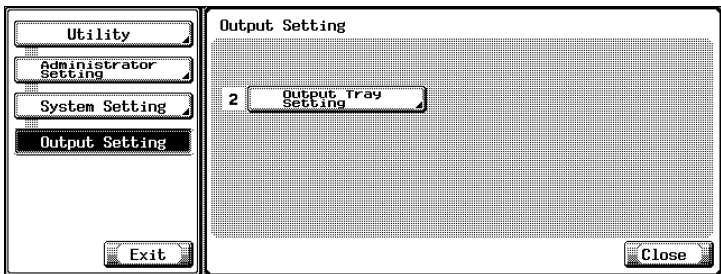 Utility
Administrator
Setting
System Setting
Output Setting
Exit
Output Setting
2 Output Tray
Setting
Close